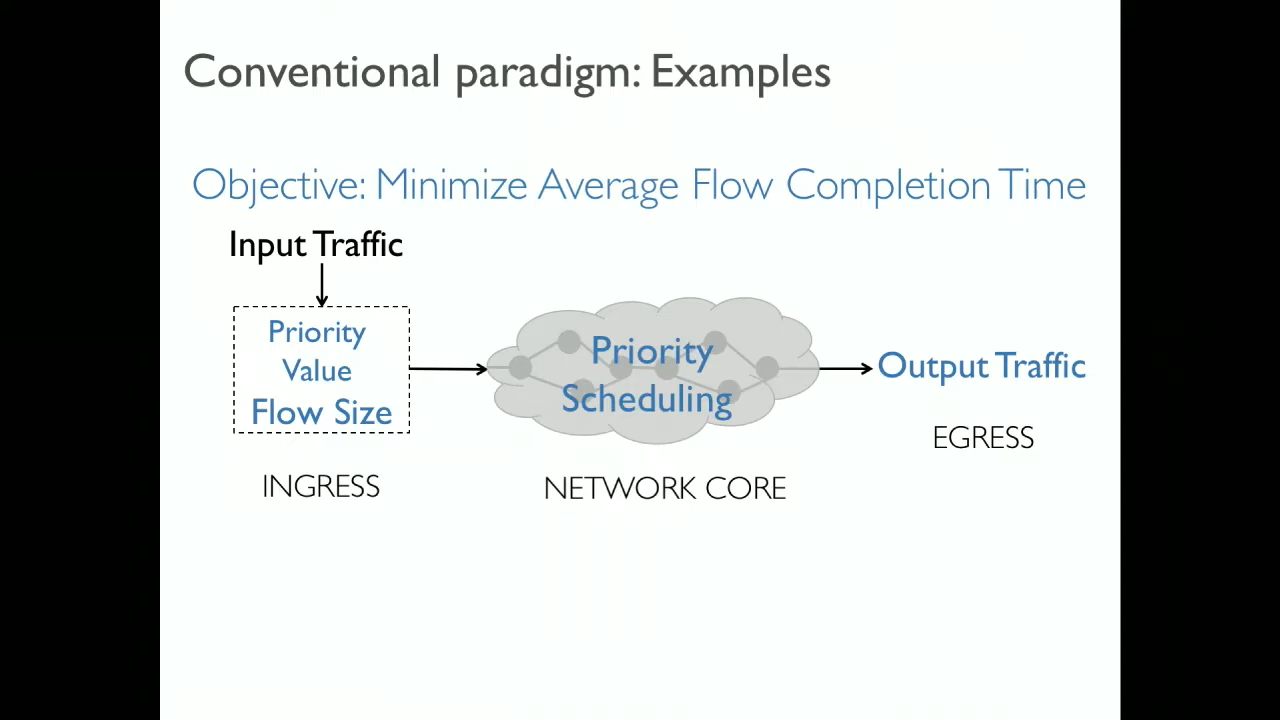 Conventional paradigm: Examples
Objective: Minimize Average Flow Completion Time
Input Traffic
Priority
Value
Flow Size
INGRESS
Priority
Scheduling
NETWORK CORE
Output Traffic
EGRESS